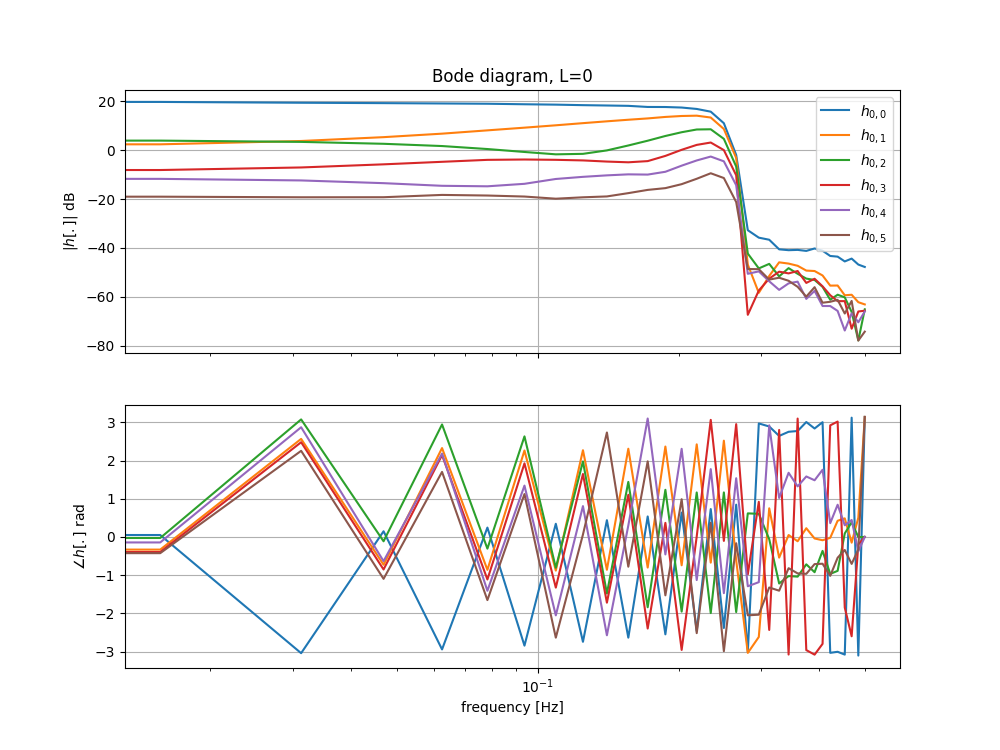 Bode diagram, L=0
20
0
−20
−40
−60
−80
|h[.]| dB
h0,0
h0,1
h0,2
h0,3
h0,4
h0,5
3
2
1
0
−1
−2
−3
∠h[.] rad
10⁻¹
frequency [Hz]